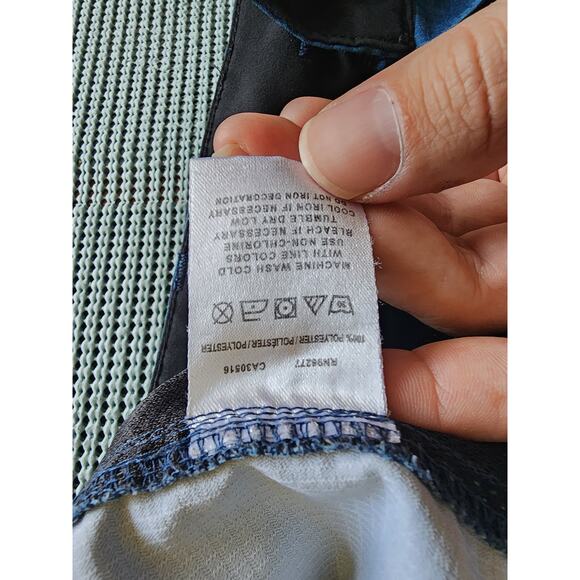 RN96277 CA30516
100% POLYESTER / POLIÉSTER / POLYESTER
30
MACHINE WASH COLD
WITH LIKE COLORS
USE NON-CHLORINE
BLEACH IF NECESSARY
TUMBLE DRY LOW
COOL IRON IF NECESSARY
DO NOT IRON DECORATION